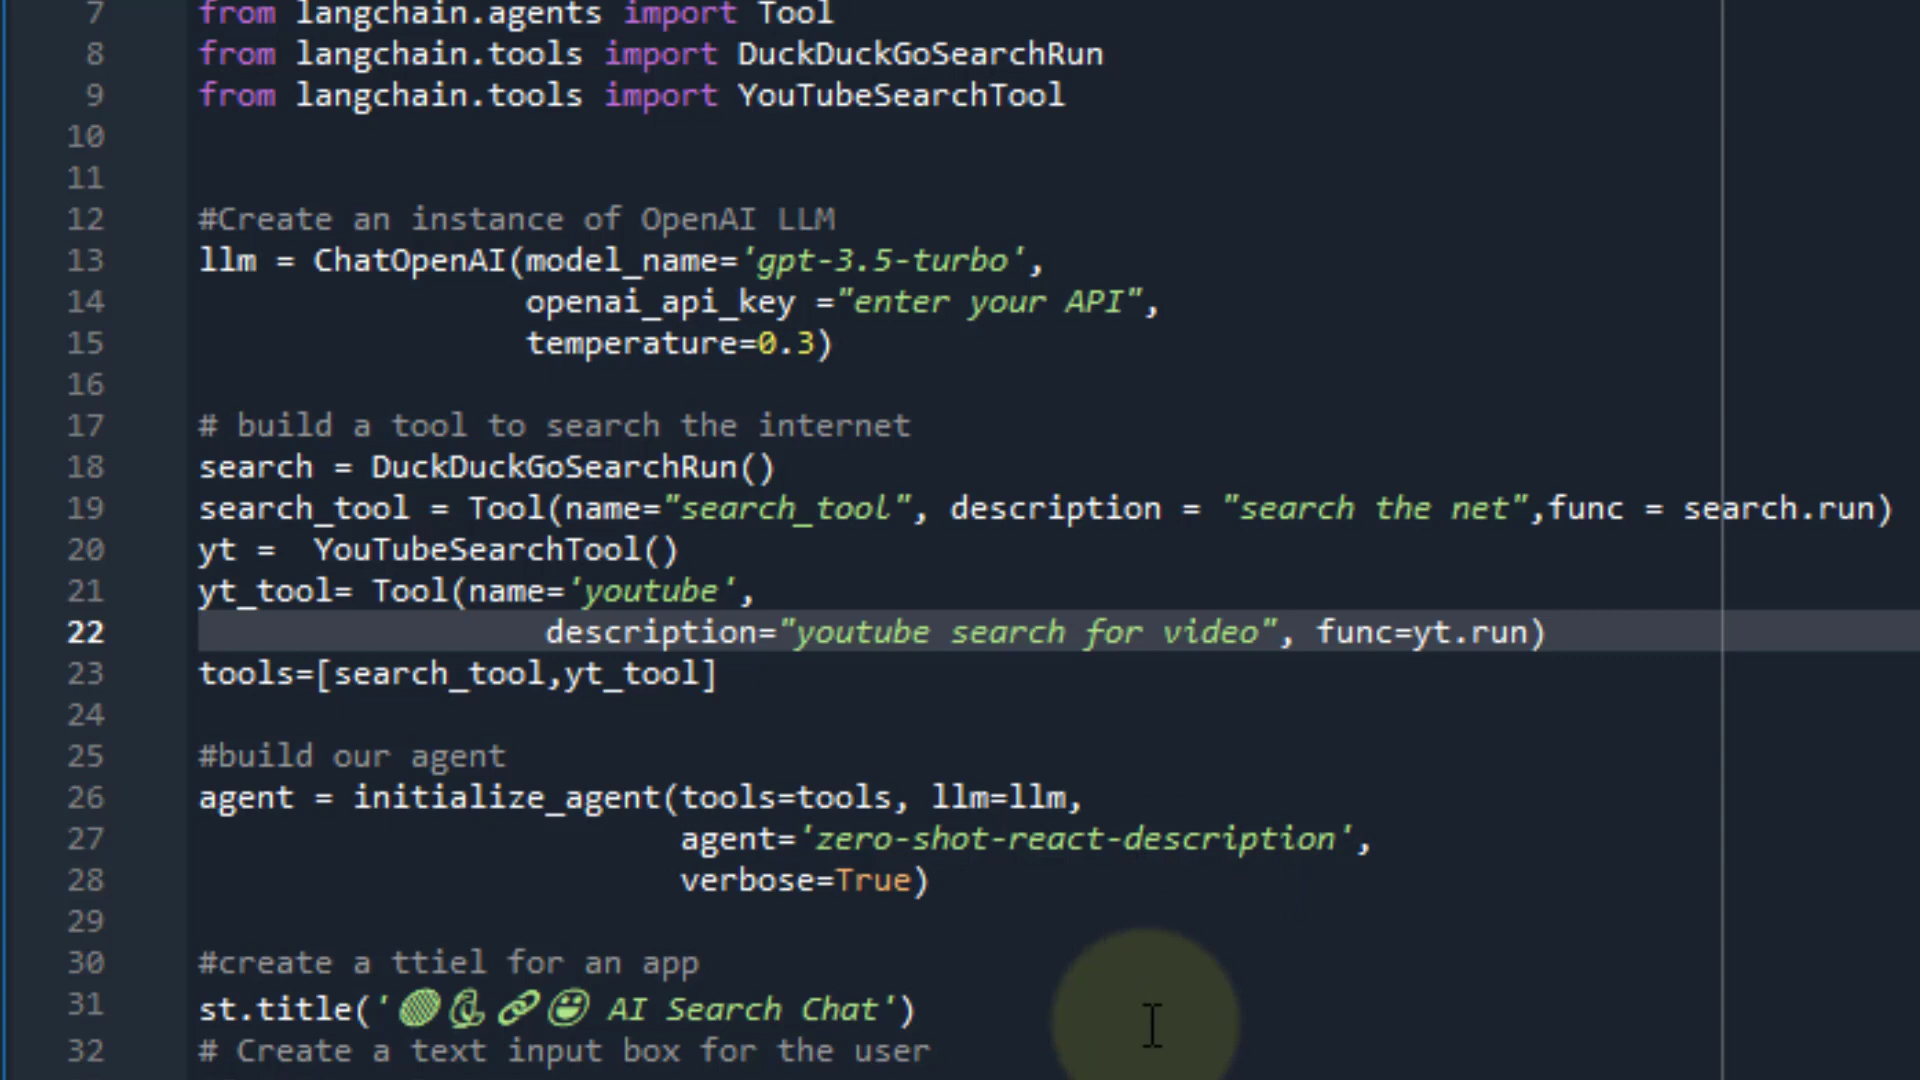 7 from langchain.agents import Tool
8 from langchain.tools import DuckDuckGoSearchRun
9 from langchain.tools import YouTubeSearchTool
10
11
12 #Create an instance of OpenAI LLM
13 llm = ChatOpenAI(model_name='gpt-3.5-turbo',
14 openai_api_key ="enter your API",
15 temperature=0.3)
16
17 # build a tool to search the internet
18 search = DuckDuckGoSearchRun()
19 search_tool = Tool(name="search_tool", description = "search the net",func = search.run)
20 yt =  YouTubeSearchTool()
21 yt_tool= Tool(name='youtube',
22 description="youtube search for video", func=yt.run)
23 tools=[search_tool,yt_tool]
24
25 #build our agent
26 agent = initialize_agent(tools=tools, llm=llm,
27 agent='zero-shot-react-description',
28 verbose=True)
29
30 #create a ttiel for an app
31 st.title('🔗😀 AI Search Chat')
32 # Create a text input box for the user